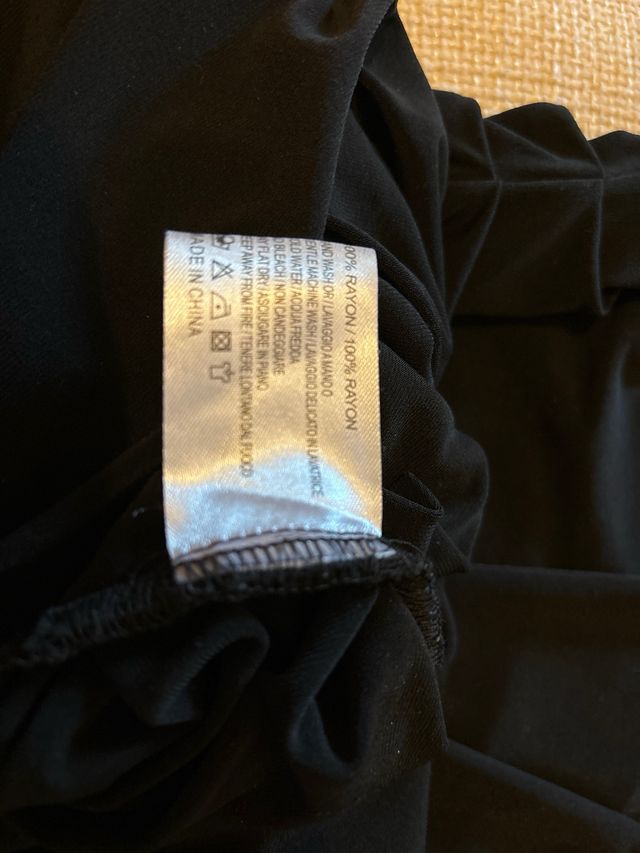 00% RAYON / 100% RAYON
AND WASH OR / LAVAGGIO A MANO O
ENTLE MACHINE WASH / LAVAGGIO DELICATO IN LAVATRICE
OLD WATER / ACQUA FREDDA
O BLEACH / NON CANDEGGIARE
Y FLAT DRY / ASCIUGARE IN PIANO
EEP AWAY FROM FIRE / TENERE LONTANO DAL FUOCO
ADE IN CHINA